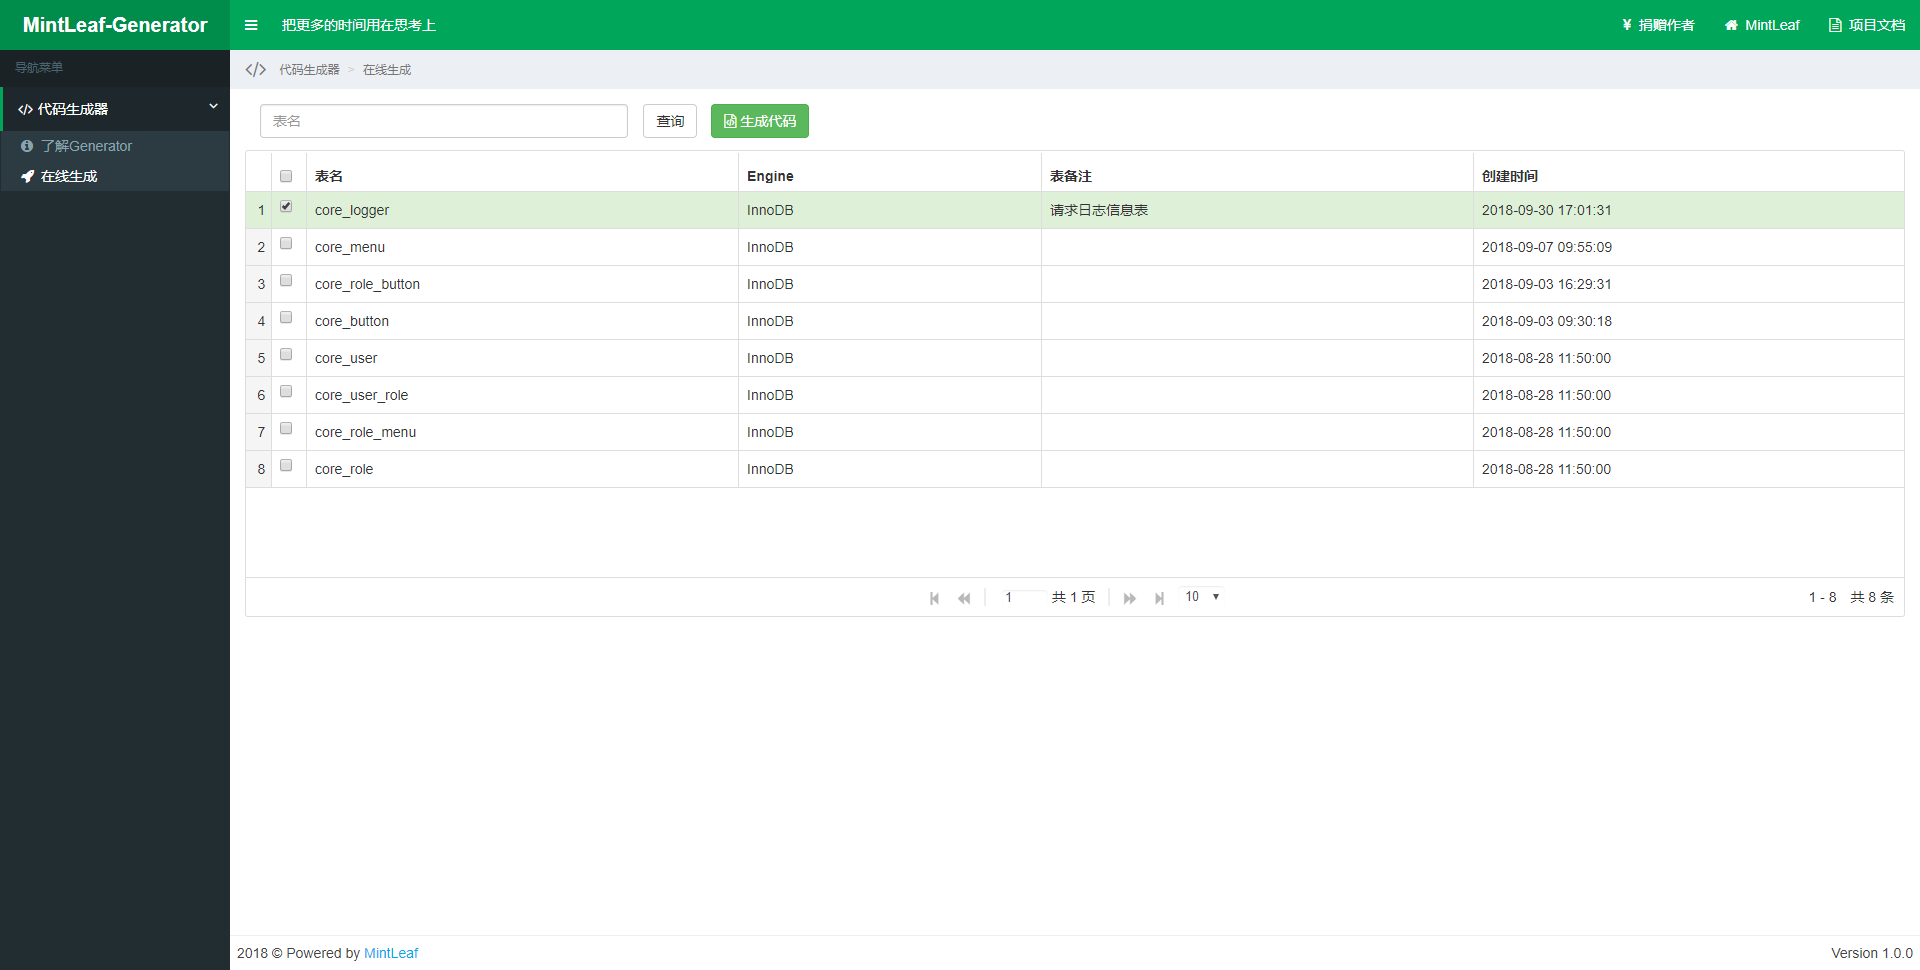 MintLeaf-Generator 把更多的时间用在思考上 ¥ 捐赠作者 MintLeaf 项目文档
导航菜单
代码生成器
了解Generator
在线生成
</> 代码生成器 > 在线生成
表名 查询 生成代码
表名 Engine 表备注 创建时间
1 core_logger InnoDB 请求日志信息表 2018-09-30 17:01:31
2 core_menu InnoDB 2018-09-07 09:55:09
3 core_role_button InnoDB 2018-09-03 16:29:31
4 core_button InnoDB 2018-09-03 09:30:18
5 core_user InnoDB 2018-08-28 11:50:00
6 core_user_role InnoDB 2018-08-28 11:50:00
7 core_role_menu InnoDB 2018-08-28 11:50:00
8 core_role InnoDB 2018-08-28 11:50:00
1 共 1 页 10 1 - 8 共 8 条
2018 © Powered by MintLeaf Version 1.0.0